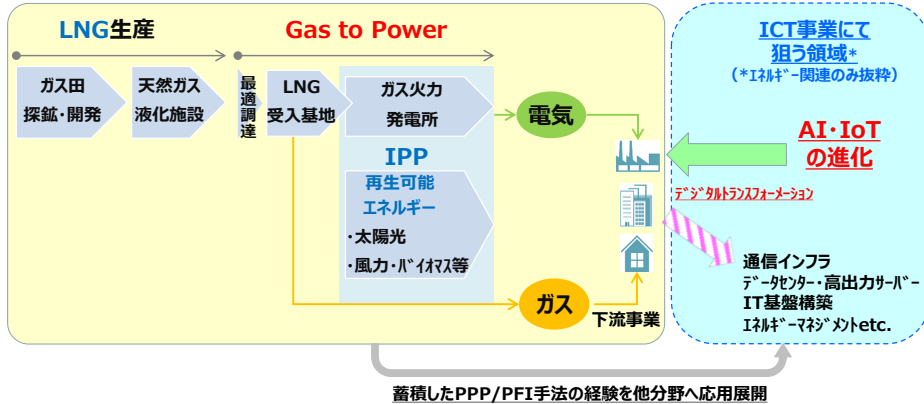 LNG生産
Gas to Power
ガス田
探鉱・開発
天然ガス
液化施設
最適調達
LNG
受入基地
ガス火力
発電所
IPP
再生可能
エネルギー
・太陽光
・風力・ﾊﾞｲｵﾏｽ等
電気
ガス
下流事業
ICT事業にて
狙う領域*
(*ｴﾈﾙｷﾞｰ関連のみ抜粋)
AI・IoT
の進化
ﾃﾞｼﾞﾀﾙﾄﾗﾝｽﾌｫｰﾒｰｼｮﾝ
通信インフラ
ﾃﾞｰﾀｾﾝﾀｰ・高出力ｻｰﾊﾞｰ
IT基盤構築
ｴﾈﾙｷﾞｰﾏﾈｼﾞﾒﾝﾄetc.
蓄積したPPP/PFI手法の経験を他分野へ応用展開